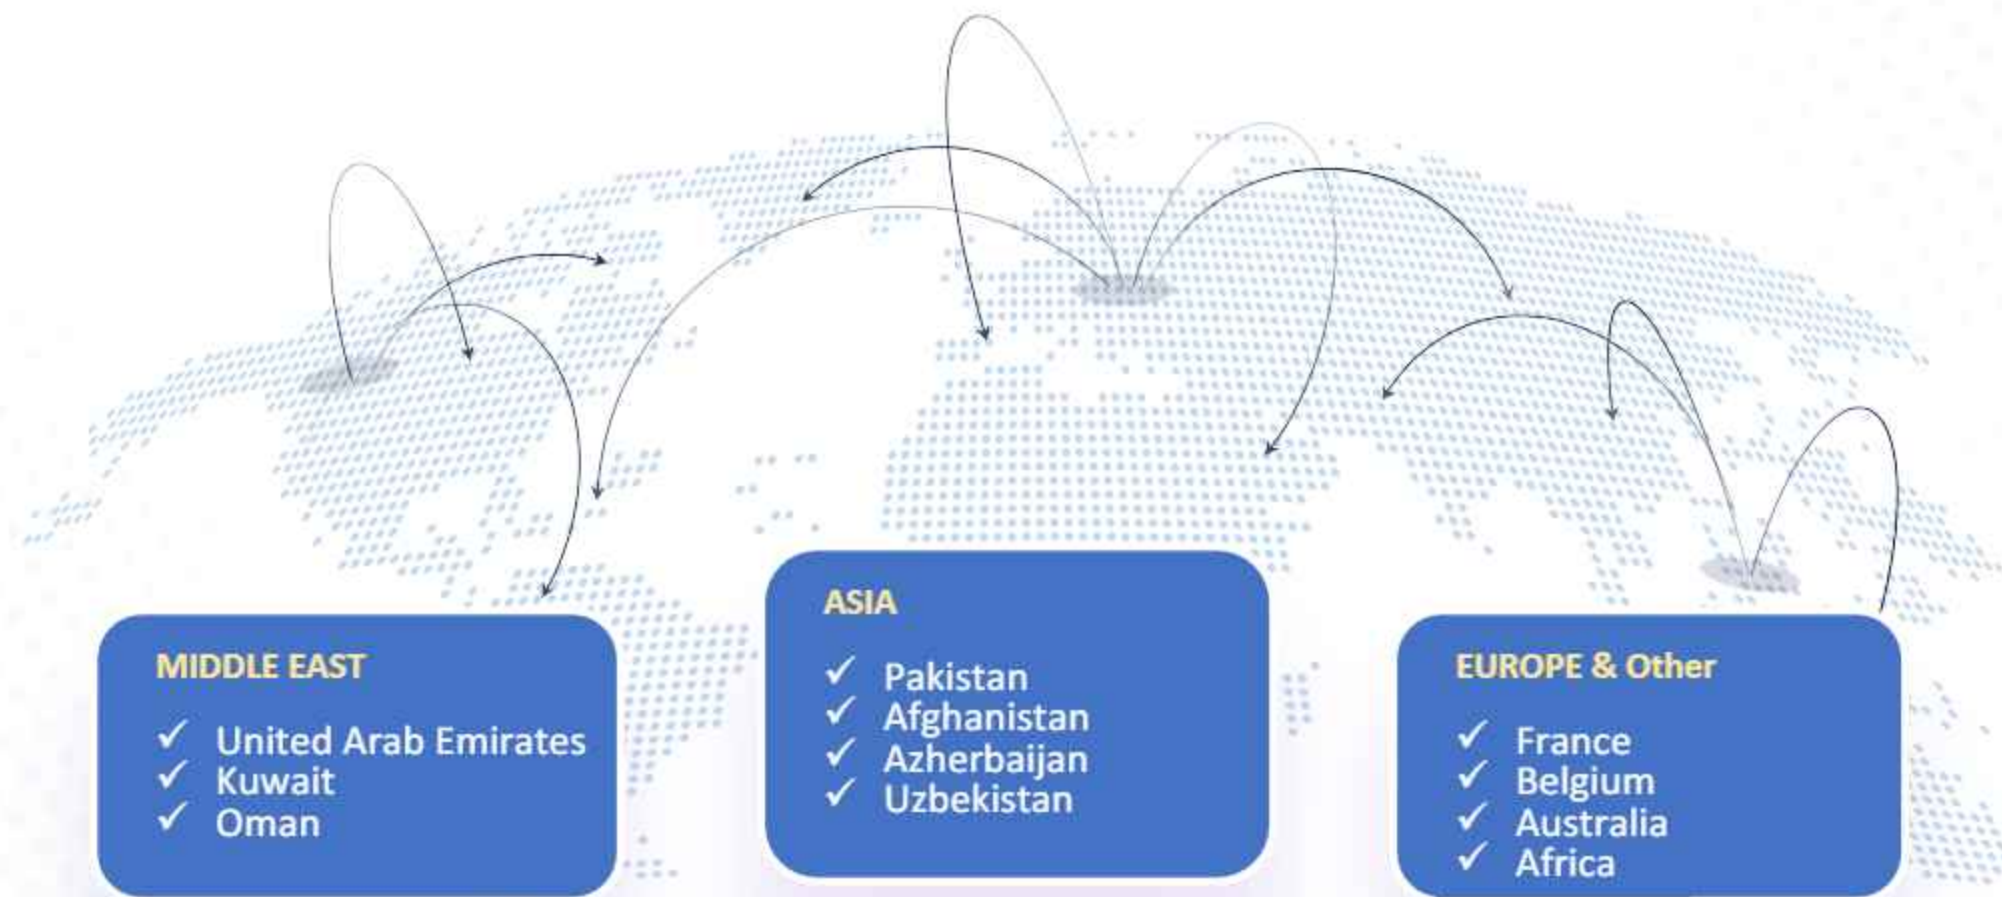 MIDDLE EAST
✓ United Arab Emirates
✓ Kuwait
✓ Oman
ASIA
✓ Pakistan
✓ Afghanistan
✓ Azherbaijan
✓ Uzbekistan
EUROPE & Other
✓ France
✓ Belgium
✓ Australia
✓ Africa